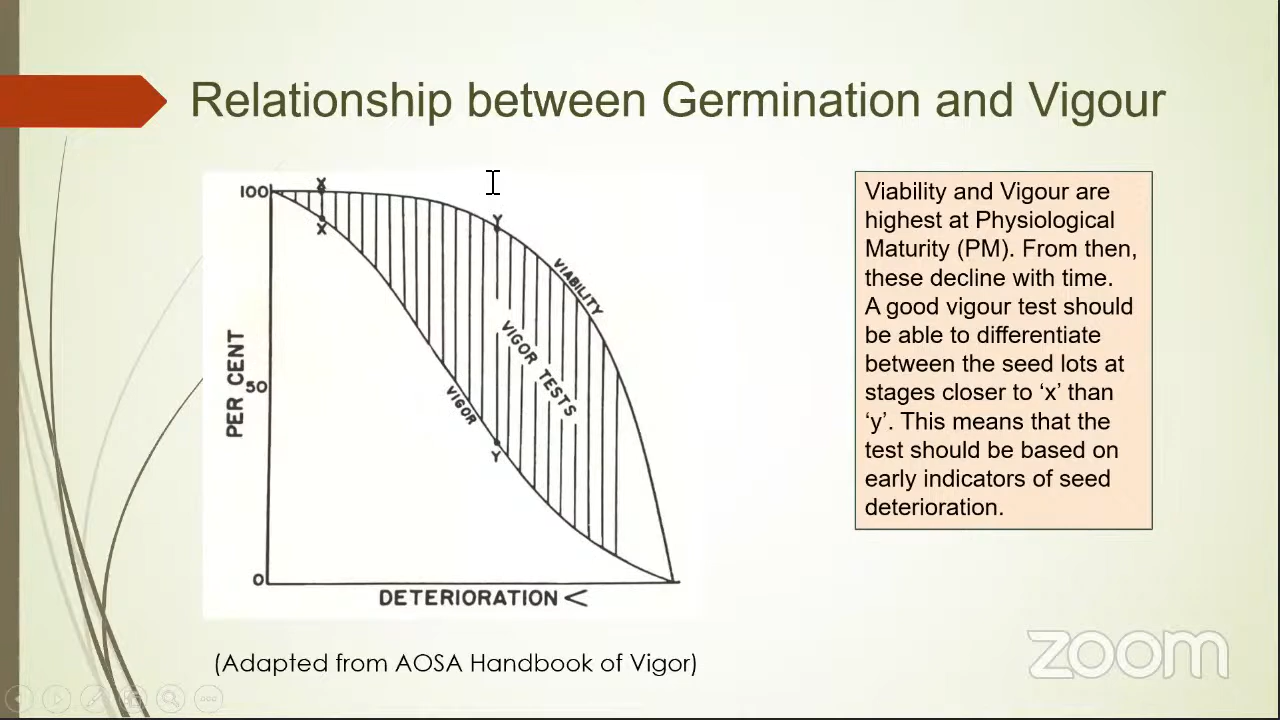 Relationship between Germination and Vigour
100
X
X
Y
VIABILITY
VIGOR TESTS
PER CENT
50
VIGOR
Y
0
DETERIORATION <
(Adapted from AOSA Handbook of Vigor)
Viability and Vigour are
highest at Physiological
Maturity (PM). From then,
these decline with time.
A good vigour test should
be able to differentiate
between the seed lots at
stages closer to ‘x’ than
‘y’. This means that the
test should be based on
early indicators of seed
deterioration.
zoom